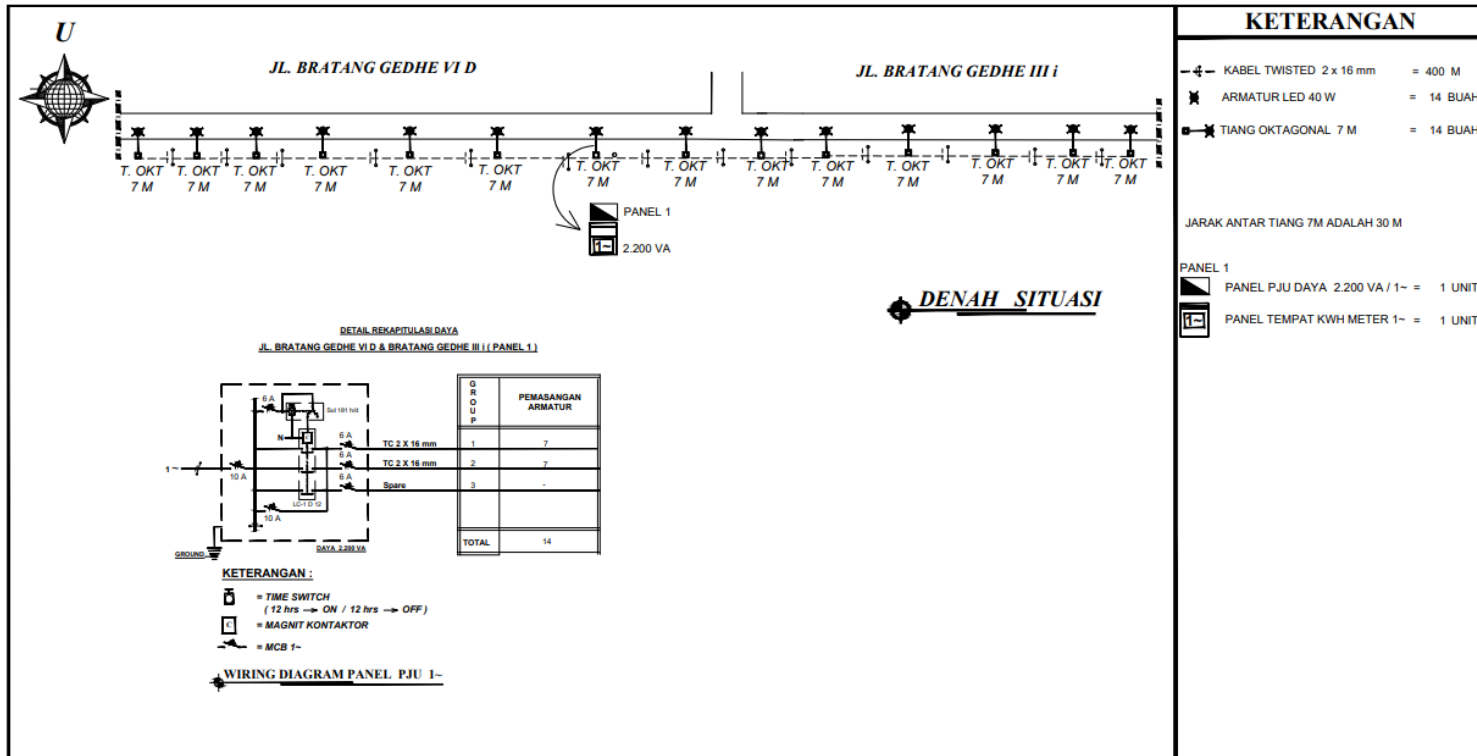 U
JL. BRATANG GEDHE VI D
JL. BRATANG GEDHE III i
T. OKT
7 M
T. OKT
7 M
T. OKT
7 M
T. OKT
7 M
T. OKT
7 M
T. OKT
7 M
T. OKT
7 M
T. OKT
7 M
T. OKT
7 M
T. OKT
7 M
T. OKT
7 M
T. OKT
7 M
T. OKT
7 M
T. OKT
7 M
PANEL 1
1~ 2.200 VA
DENAH SITUASI
DETAIL REKAPITULASI DAYA
JL. BRATANG GEDHE VI D & BRATANG GEDHE III i ( PANEL 1 )
6 A
Sul 181 h/d
N
C
6 A
TC 2 X 16 mm
6 A
TC 2 X 16 mm
1 ~
10 A
6 A
Spare
LC-1 D 12
10 A
GROUND
DAYA 2.200 VA
GROUP PEMASANGAN ARMATUR
1 7
2 7
3 -
TOTAL 14
KETERANGAN :
= TIME SWITCH
( 12 hrs → ON / 12 hrs → OFF )
C = MAGNIT KONTAKTOR
= MCB 1~
WIRING DIAGRAM PANEL PJU 1~
KETERANGAN
KABEL TWISTED 2 x 16 mm = 400 M
ARMATUR LED 40 W = 14 BUAH
TIANG OKTAGONAL 7 M = 14 BUAH
JARAK ANTAR TIANG 7M ADALAH 30 M
PANEL 1
PANEL PJU DAYA 2.200 VA / 1~ = 1 UNIT
1~ PANEL TEMPAT KWH METER 1~ = 1 UNIT